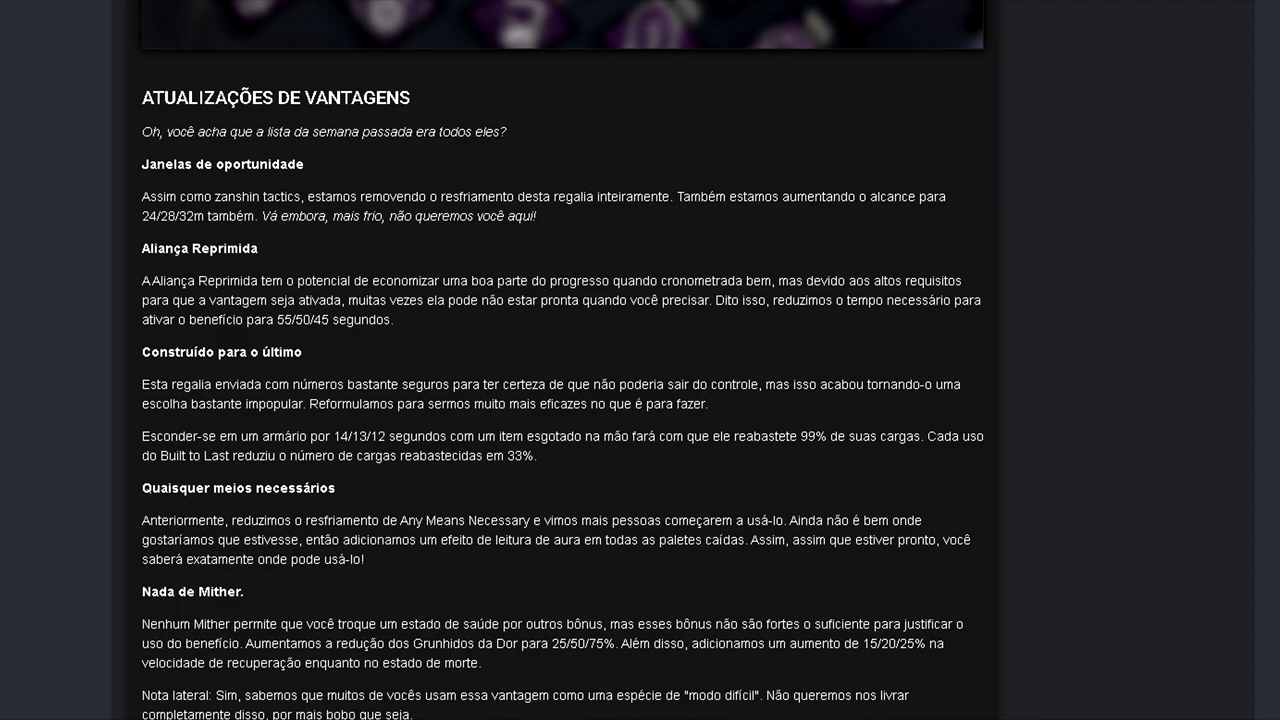 ATUALIZAÇÕES DE VANTAGENS
Oh, você acha que a lista da semana passada era todos eles?
Janelas de oportunidade
Assim como zanshin tactics, estamos removendo o resfriamento desta regalia inteiramente. Também estamos aumentando o alcance para
24/28/32m também. Vá embora, mais frio, não queremos você aqui!
Aliança Reprimida
A Aliança Reprimida tem o potencial de economizar uma boa parte do progresso quando cronometrada bem, mas devido aos altos requisitos
para que a vantagem seja ativada, muitas vezes ela pode não estar pronta quando você precisar. Dito isso, reduzimos o tempo necessário para
ativar o benefício para 55/50/45 segundos.
Construído para o último
Esta regalia enviada com números bastante seguros para ter certeza de que não poderia sair do controle, mas isso acabou tornando-o uma
escolha bastante impopular. Reformulamos para sermos muito mais eficazes no que é para fazer.
Esconder-se em um armário por 14/13/12 segundos com um item esgotado na mão fará com que ele reabastete 99% de suas cargas. Cada uso
do Built to Last reduziu o número de cargas reabastecidas em 33%.
Quaisquer meios necessários
Anteriormente, reduzimos o resfriamento de Any Means Necessary e vimos mais pessoas começarem a usá-lo. Ainda não é bem onde
gostaríamos que estivesse, então adicionamos um efeito de leitura de aura em todas as paletes caídas. Assim, assim que estiver pronto, você
saberá exatamente onde pode usá-lo!
Nada de Mither.
Nenhum Mither permite que você troque um estado de saúde por outros bônus, mas esses bônus não são fortes o suficiente para justificar o
uso do benefício. Aumentamos a redução dos Grunhidos da Dor para 25/50/75%. Além disso, adicionamos um aumento de 15/20/25% na
velocidade de recuperação enquanto no estado de morte.
Nota lateral: Sim, sabemos que muitos de vocês usam essa vantagem como uma espécie de "modo difícil". Não queremos nos livrar
completamente disso, por mais bobo que seja.